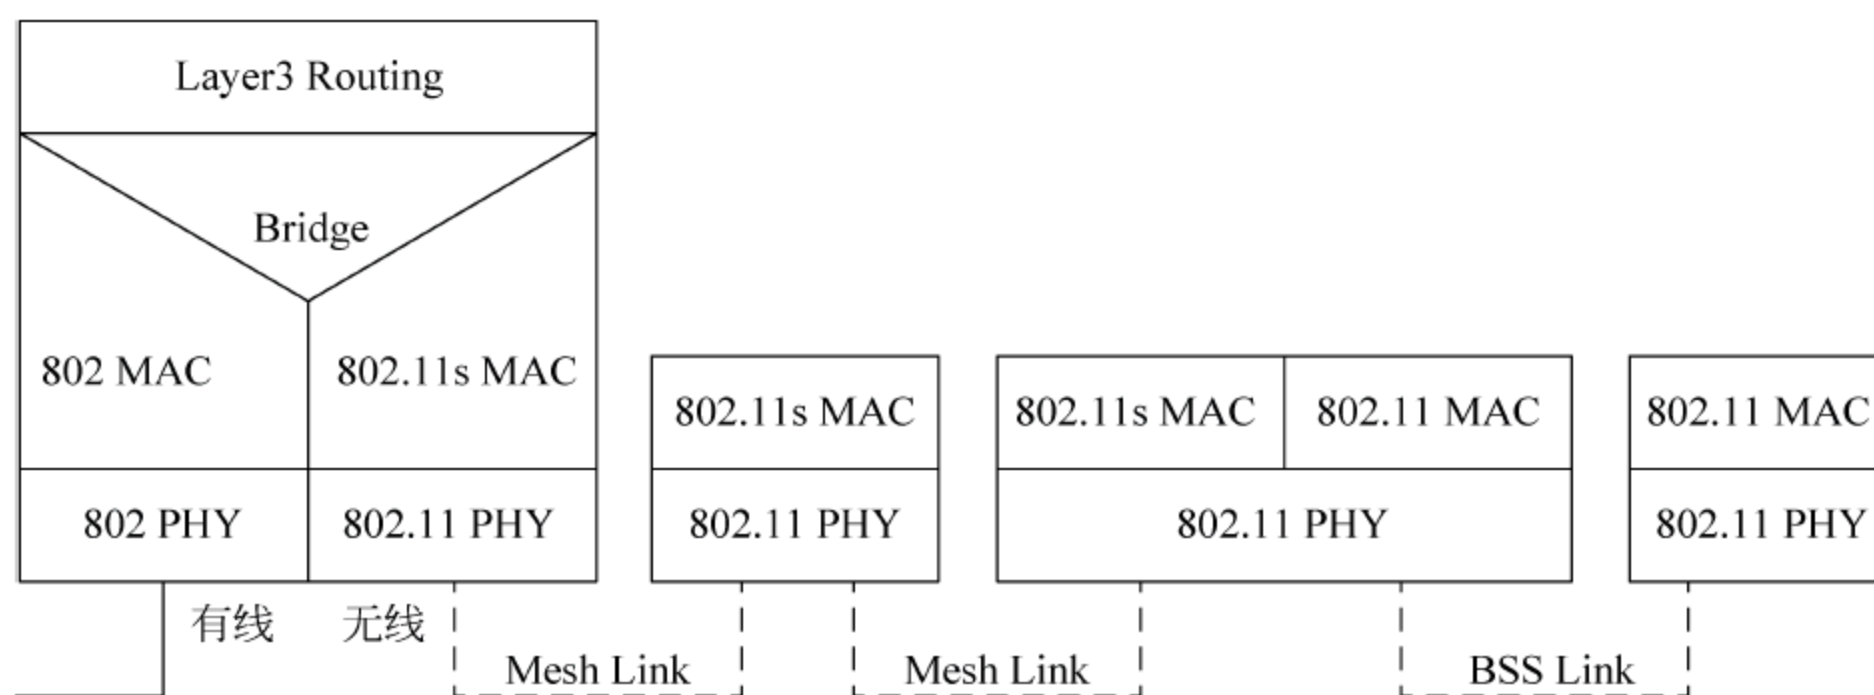 Layer3 Routing
Bridge
802 MAC
802.11s MAC
802 PHY
802.11 PHY
802.11s MAC
802.11 PHY
802.11s MAC
802.11 MAC
802.11 PHY
802.11 MAC
802.11 PHY
有线
无线
Mesh Link
Mesh Link
BSS Link